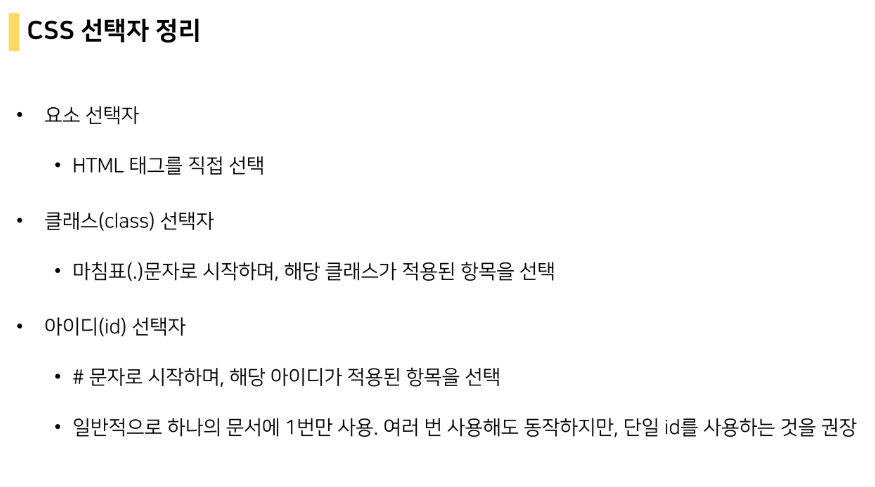 CSS 선택자 정리
• 요소 선택자
• HTML 태그를 직접 선택
• 클래스(class) 선택자
• 마침표(.)문자로 시작하며, 해당 클래스가 적용된 항목을 선택
• 아이디(id) 선택자
• # 문자로 시작하며, 해당 아이디가 적용된 항목을 선택
• 일반적으로 하나의 문서에 1번만 사용. 여러 번 사용해도 동작하지만, 단일 id를 사용하는 것을 권장